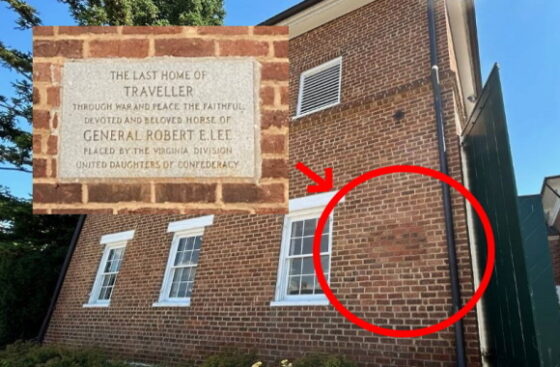 THE LAST HOME OF
TRAVELLER
THROUGH WAR AND PEACE THE FAITHFUL,
DEVOTED AND BELOVED HORSE OF
GENERAL ROBERT E. LEE
PLACED BY THE VIRGINIA DIVISION
UNITED DAUGHTERS OF CONFEDERACY